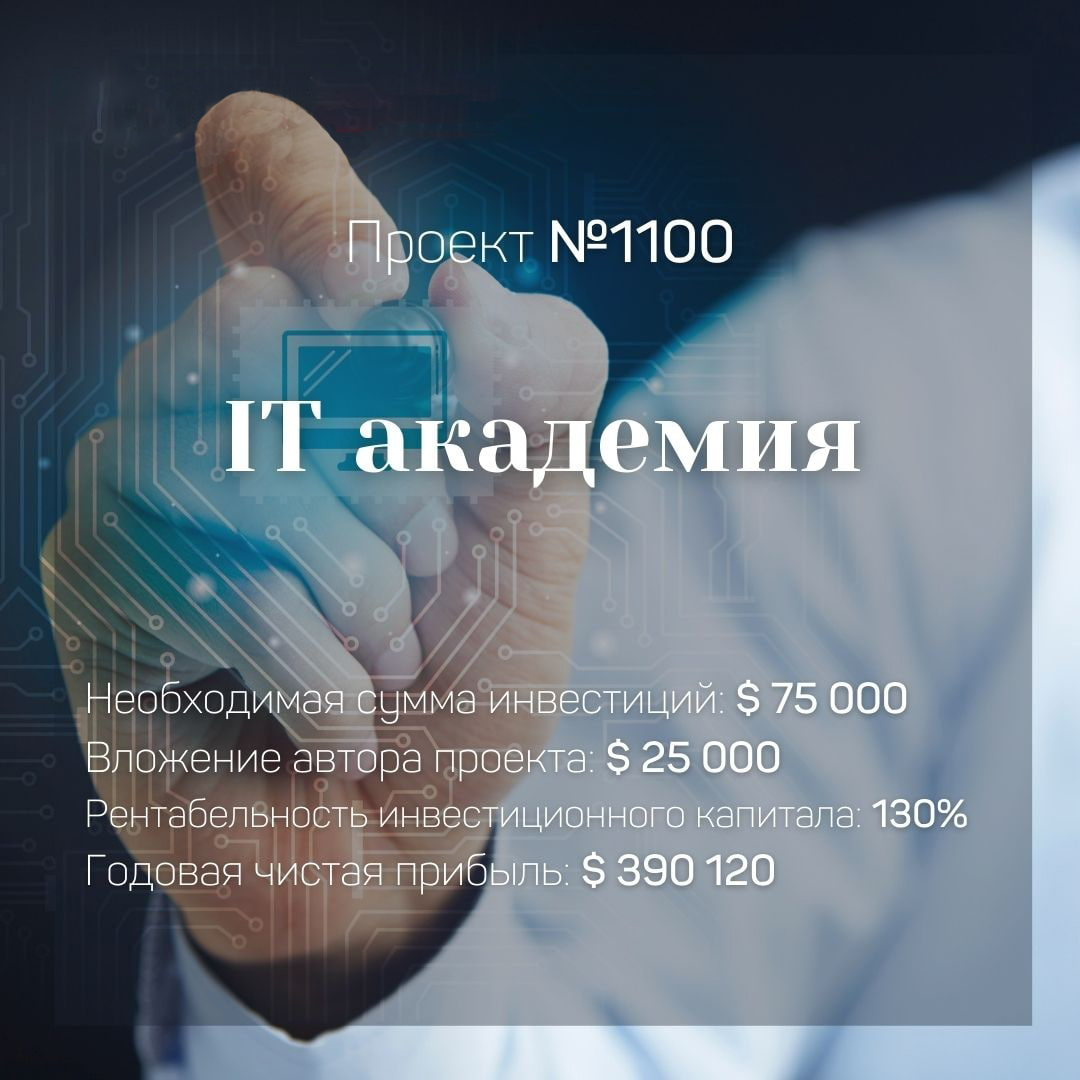 Проект №1100
IT академия
Необходимая сумма инвестиций: $ 75 000
Вложение автора проекта: $ 25 000
Рентабельность инвестиционного капитала: 130%
Годовая чистая прибыль: $ 390 120